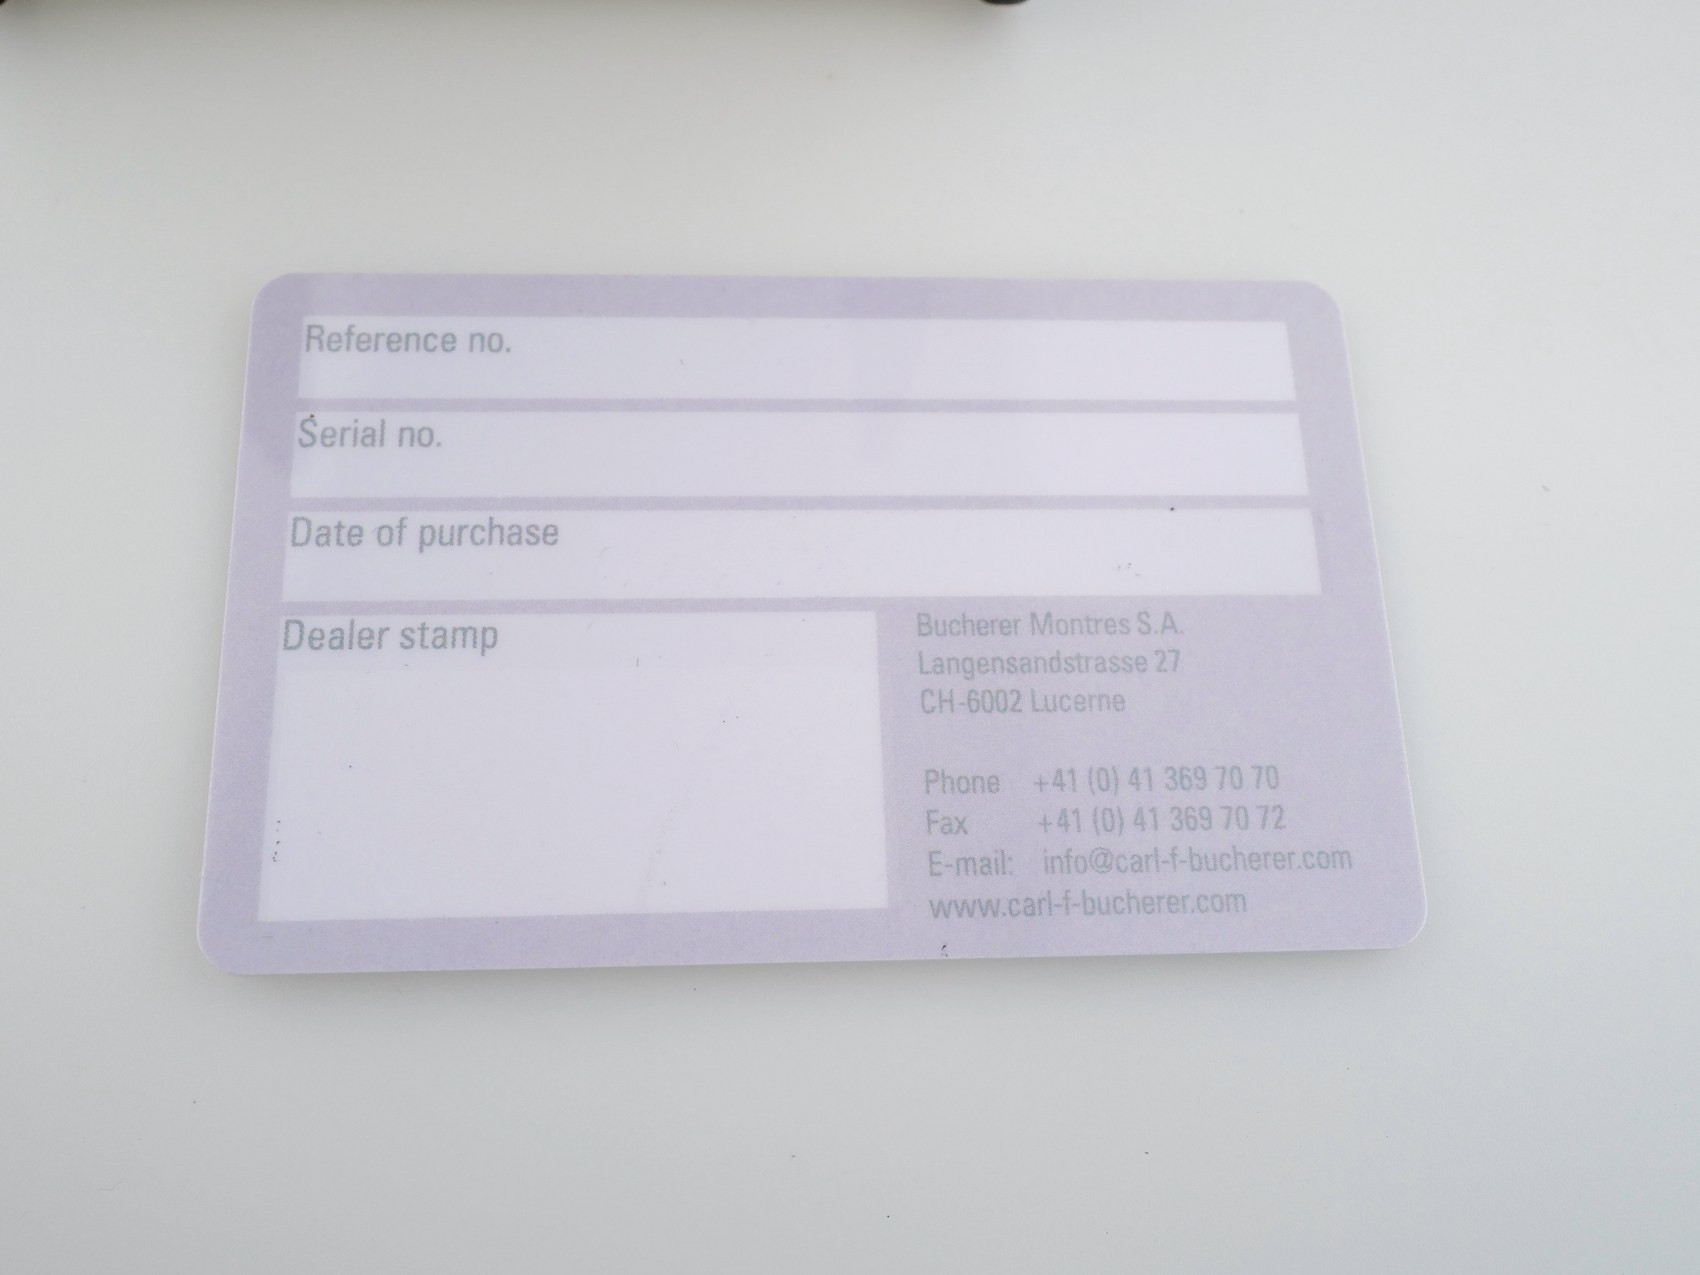 Reference no.
Serial no.
Date of purchase
Dealer stamp
Bucherer Montres S.A.
Langensandstrasse 27
CH-6002 Lucerne
Phone +41 (0) 41 369 70 70
Fax +41 (0) 41 369 70 72
E-mail: info@carl-f-bucherer.com
www.carl-f-bucherer.com